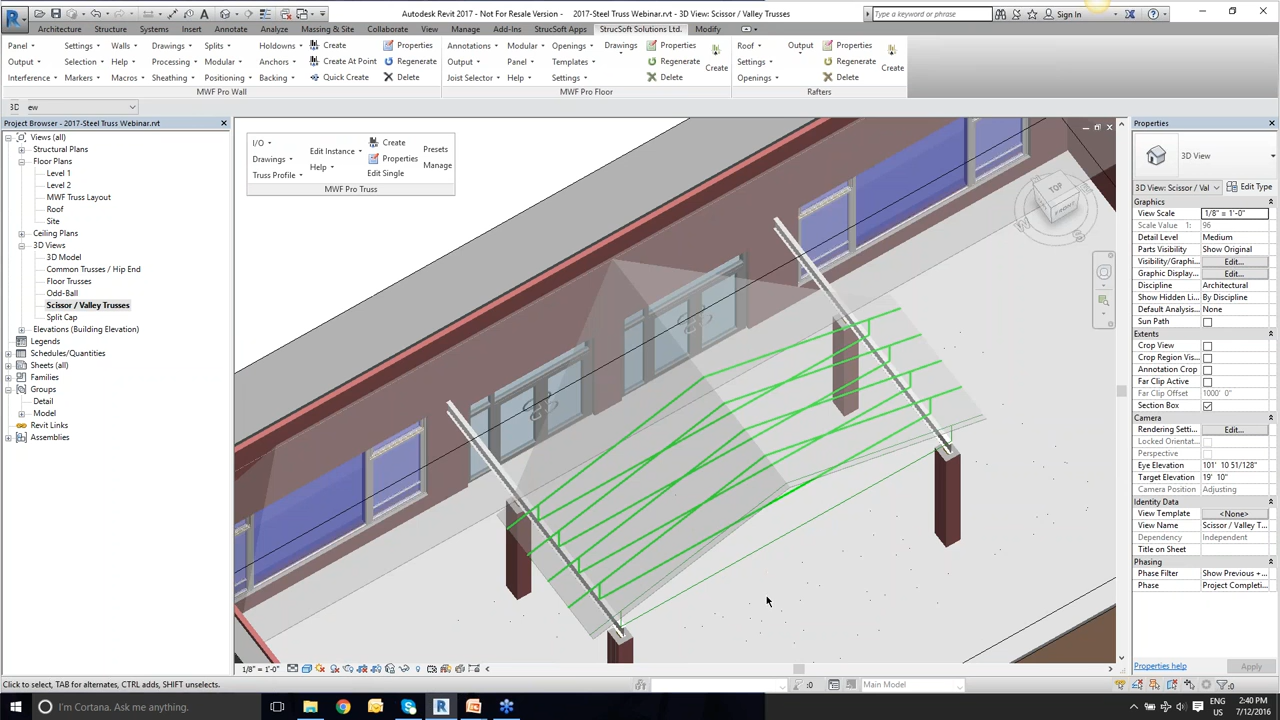 Autodesk Revit 2017 - Not For Resale Version - 2017-Steel Truss Webinar.rvt - 3D View: Scissor / Valley Trusses
Type a keyword or phrase
Sign In
Architecture Structure Systems Insert Annotate Analyze Massing & Site Collaborate View Manage Add-Ins StrucSoft Apps StrucSoft Solutions Ltd. Modify
Panel Settings Walls Drawings Splits Holdowns Create Properties Annotations Modular Openings Drawings Properties Roof Output Properties
Output Selection Help Processing Modular Anchors Create At Point Regenerate Output Panel Templates Regenerate Create Settings Regenerate Create
Interference Markers Macros Sheathing Positioning Backing Quick Create Delete Joist Selector Help Settings Delete Openings Delete
MWF Pro Wall MWF Pro Floor Rafters
3D ew
Project Browser - 2017-Steel Truss Webinar.rvt
Views (all)
Structural Plans
Floor Plans
Level 1
Level 2
MWF Truss Layout
Roof
Site
Ceiling Plans
3D Views
3D Model
Common Trusses / Hip End
Floor Trusses
Odd-Ball
Scissor / Valley Trusses
Split Cap
Elevations (Building Elevation)
Legends
Schedules/Quantities
Sheets (all)
Families
Groups
Detail
Model
Revit Links
Assemblies
I/O Edit Instance Create Presets
Drawings Help Properties Manage
Truss Profile Edit Single
MWF Pro Truss
TOP
FRONT
Properties
3D View
3D View: Scissor / Val Edit Type
Graphics
View Scale 1/8" = 1'-0"
Scale Value 1: 96
Detail Level Medium
Parts Visibility Show Original
Visibility/Graphi... Edit...
Graphic Display... Edit...
Discipline Architectural
Show Hidden Li... By Discipline
Default Analysis... None
Sun Path
Extents
Crop View
Crop Region Vis...
Annotation Crop
Far Clip Active
Far Clip Offset 1000' 0"
Section Box
Camera
Rendering Setti... Edit...
Locked Orientat...
Perspective
Eye Elevation 101' 10 51/128"
Target Elevation 19' 10"
Camera Position Adjusting
Identity Data
View Template <None>
View Name Scissor / Valley T...
Dependency Independent
Title on Sheet
Phasing
Phase Filter Show Previous +...
Phase Project Completi...
Properties help Apply
1/8" = 1'-0"
Click to select, TAB for alternates, CTRL adds, SHIFT unselects.
:0 Main Model :0
I'm Cortana. Ask me anything.
ENG 2:40 PM
US 7/12/2016